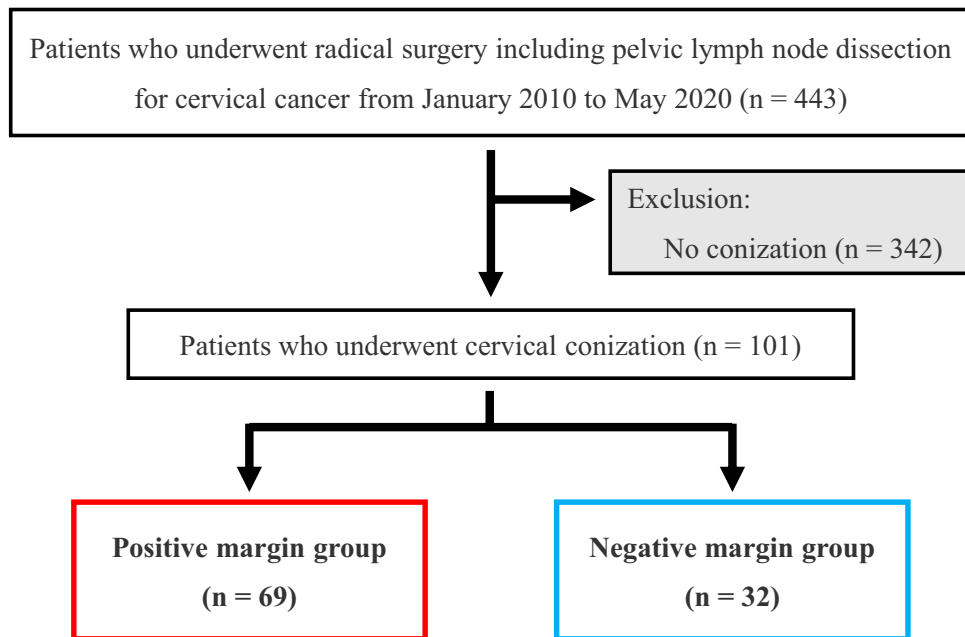 Patients who underwent radical surgery including pelvic lymph node dissection
for cervical cancer from January 2010 to May 2020 (n = 443)
Exclusion:
No conization (n = 342)
Patients who underwent cervical conization (n = 101)
Positive margin group
(n = 69)
Negative margin group
(n = 32)